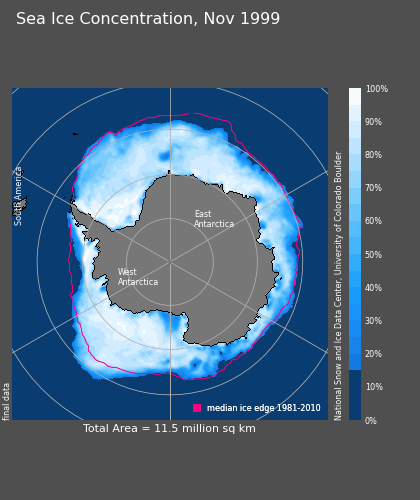 Sea Ice Concentration, Nov 1999
100%
90%
80%
70%
60%
50%
40%
30%
20%
10%
0%
National Snow and Ice Data Center, University of Colorado Boulder
South America
East
Antarctica
West
Antarctica
final data
median ice edge 1981-2010
Total Area = 11.5 million sq km